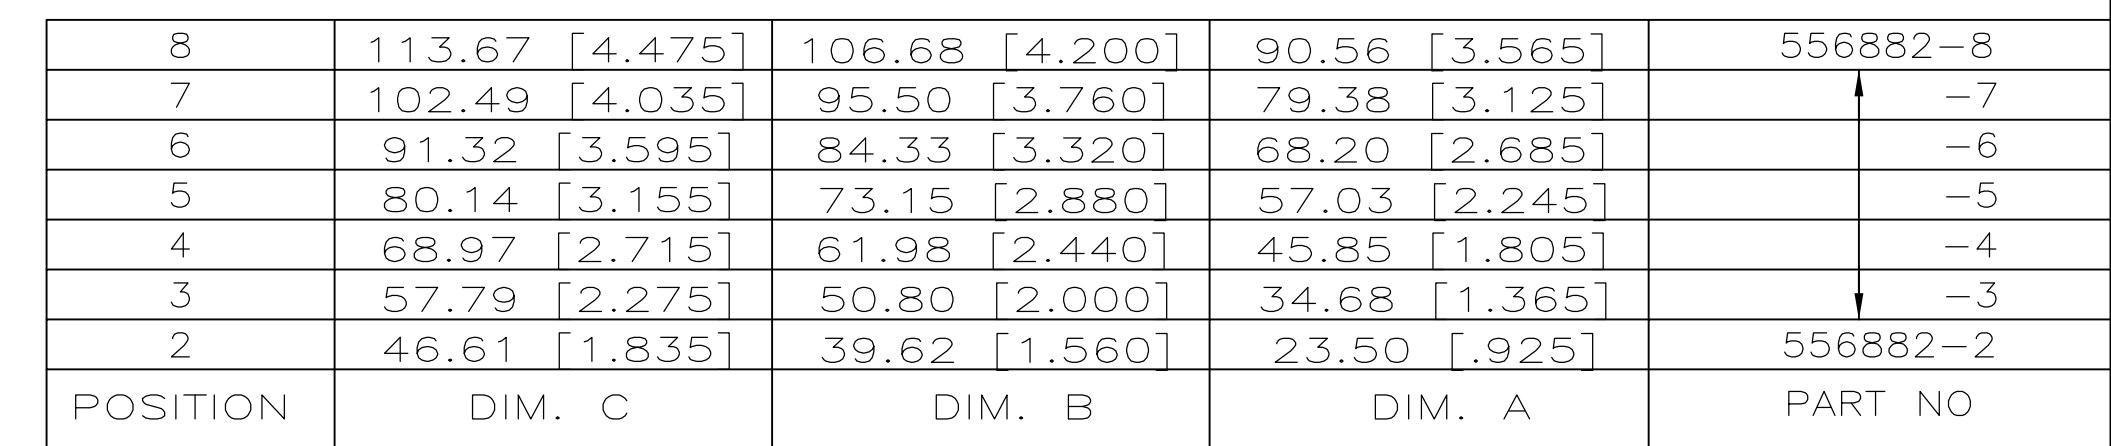 8 113.67 [4.475] 106.68 [4.200] 90.56 [3.565] 556882-8
7 102.49 [4.035] 95.50 [3.760] 79.38 [3.125] -7
6 91.32 [3.595] 84.33 [3.320] 68.20 [2.685] -6
5 80.14 [3.155] 73.15 [2.880] 57.03 [2.245] -5
4 68.97 [2.715] 61.98 [2.440] 45.85 [1.805] -4
3 57.79 [2.275] 50.80 [2.000] 34.68 [1.365] -3
2 46.61 [1.835] 39.62 [1.560] 23.50 [.925] 556882-2
POSITION DIM. C DIM. B DIM. A PART NO